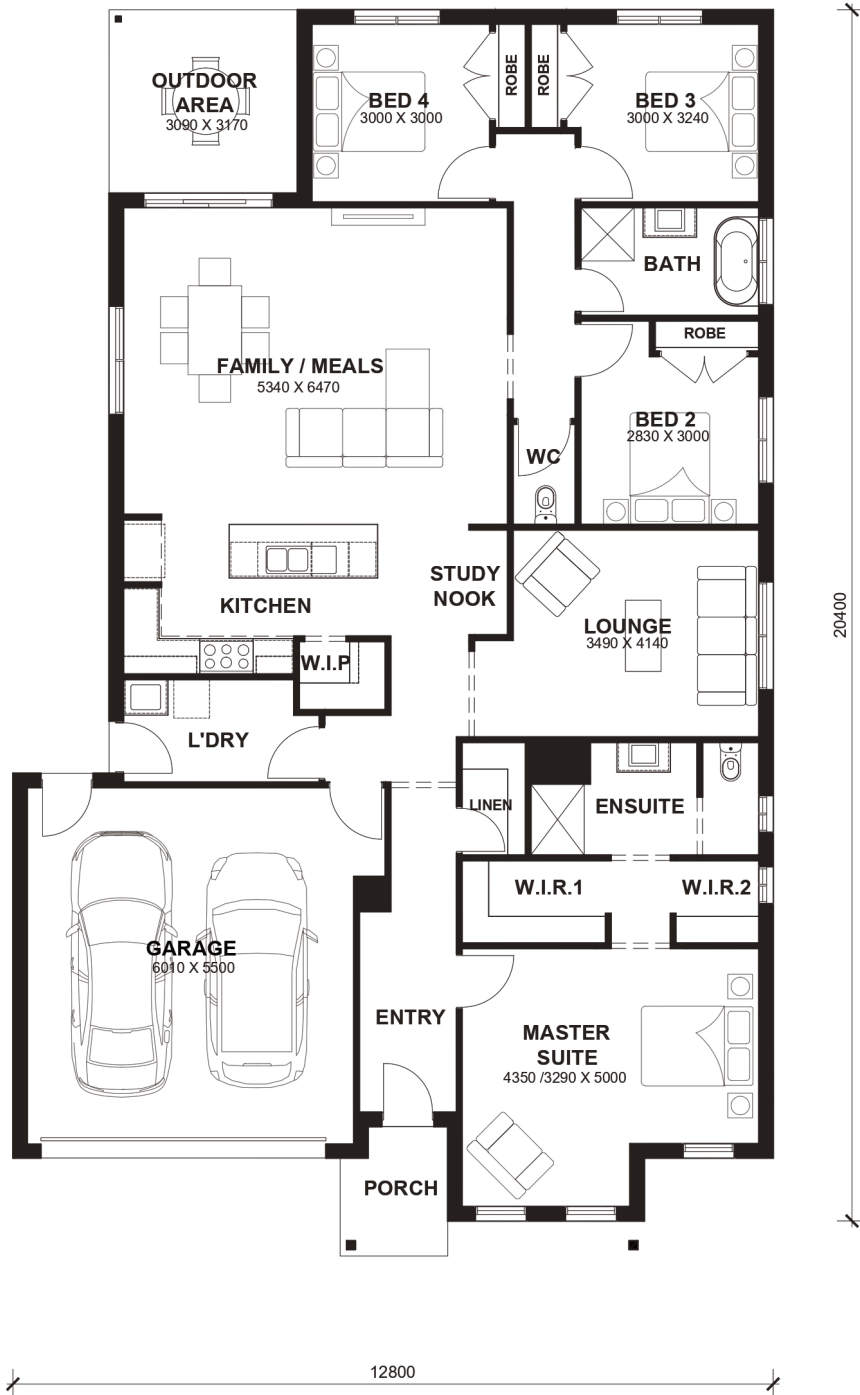 OUTDOOR
AREA
3090 X 3170
BED 4
3000 X 3000
ROBE
ROBE
BED 3
3000 X 3240
BATH
ROBE
FAMILY / MEALS
5340 X 6470
BED 2
2830 X 3000
WC
STUDY
NOOK
KITCHEN
LOUNGE
3490 X 4140
20400
W.I.P
L'DRY
LINEN
ENSUITE
W.I.R.1
W.I.R.2
GARAGE
6010 X 5500
ENTRY
MASTER
SUITE
4350 /3290 X 5000
PORCH
12800